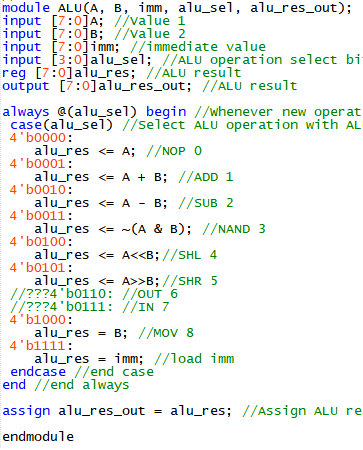 module ALU(A, B, imm, alu_sel, alu_res_out);
input [7:0]A; //Value 1
input [7:0]B; //Value 2
input [7:0]imm; //immediate value
input [3:0]alu_sel; //ALU operation select bi
reg [7:0]alu_res; //ALU result
output [7:0]alu_res_out; //ALU result

always @(alu_sel) begin //Whenever new operat
 case(alu_sel) //Select ALU operation with AL
 4'b0000:
    alu_res <= A; //NOP 0
 4'b0001:
    alu_res <= A + B; //ADD 1
 4'b0010:
    alu_res <= A - B; //SUB 2
 4'b0011:
    alu_res <= ~(A & B); //NAND 3
 4'b0100:
    alu_res <= A<<B;//SHL 4
 4'b0101:
    alu_res <= A>>B;//SHR 5
 //???4'b0110: //OUT 6
 //???4'b0111: //IN 7
 4'b1000:
    alu_res = B; //MOV 8
 4'b1111:
    alu_res = imm; //load imm
 endcase //end case
end //end always

assign alu_res_out = alu_res; //Assign ALU re

endmodule